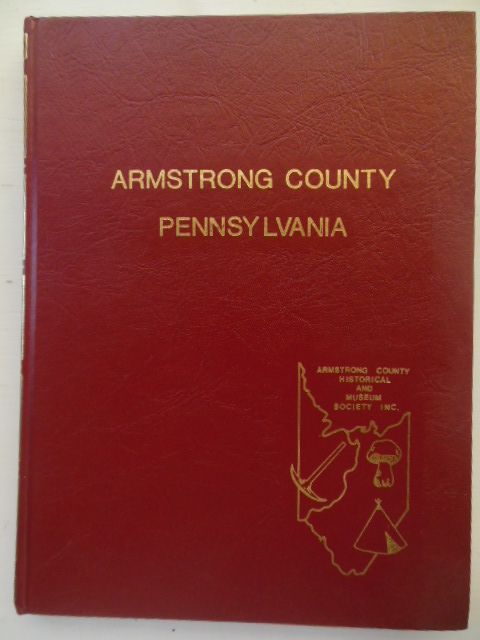 ARMSTRONG COUNTY
PENNSYLVANIA
ARMSTRONG COUNTY
HISTORICAL
AND
MUSEUM
SOCIETY INC.